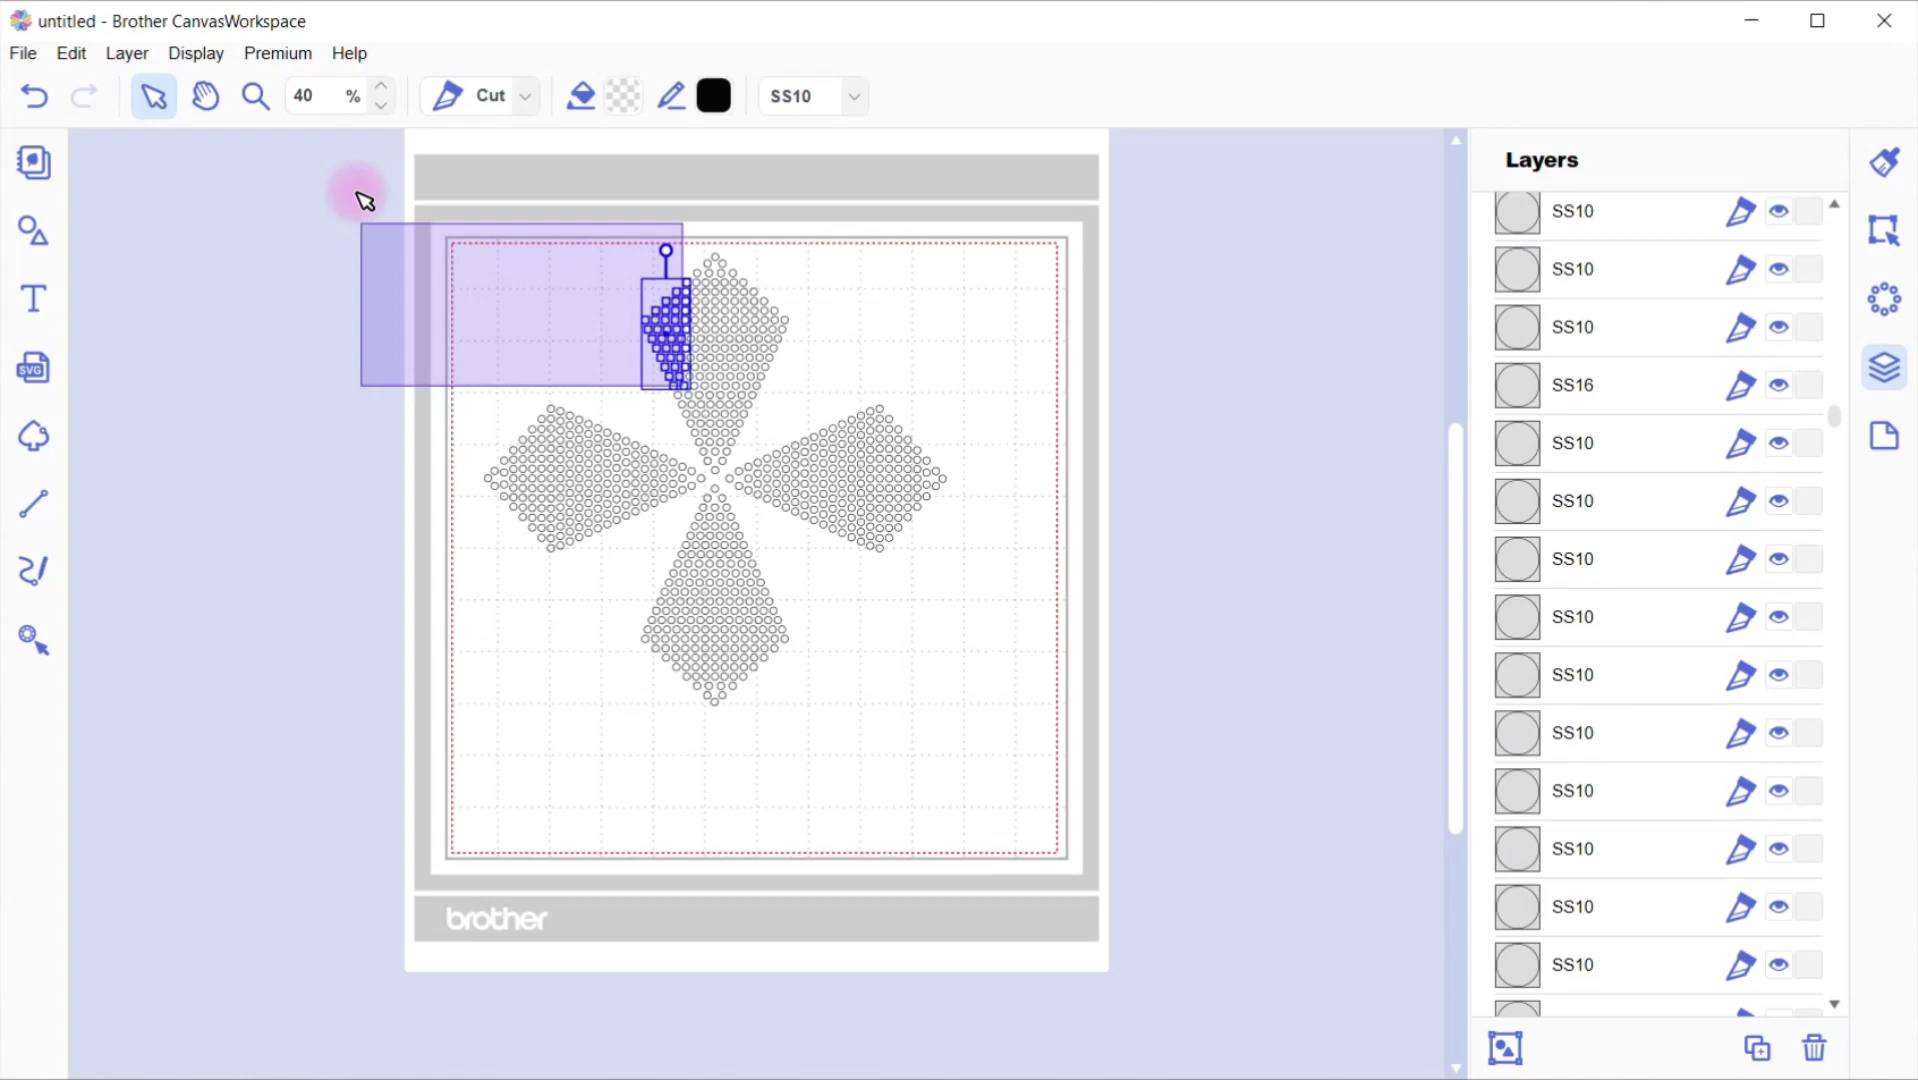 untitled - Brother CanvasWorkspace
File Edit Layer Display Premium Help
40 % Cut SS10
Layers
SS10
SS10
SS10
SS16
SS10
SS10
SS10
SS10
SS10
SS10
SS10
SS10
SS10
SS10
T
SVG
brother